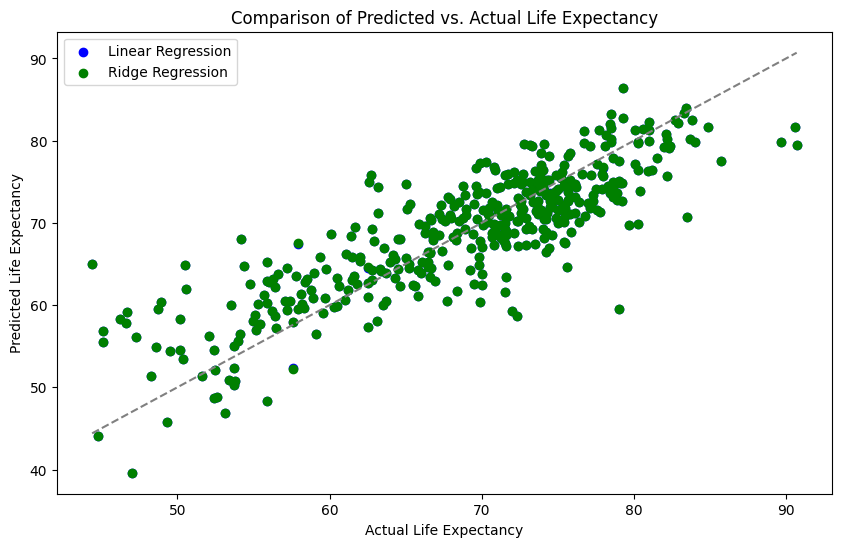 Comparison of Predicted vs. Actual Life Expectancy
Linear Regression
Ridge Regression
90
80
70
60
50
40
Predicted Life Expectancy
50 60 70 80 90
Actual Life Expectancy